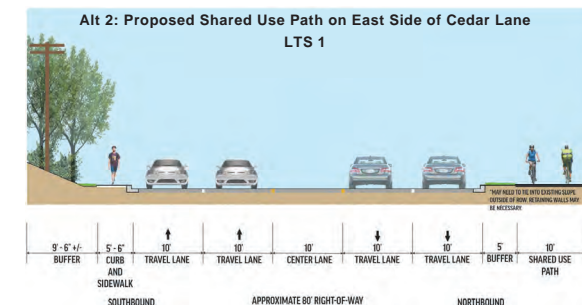 Alt 2: Proposed Shared Use Path on East Side of Cedar Lane
LTS 1
*MAY NEED TO TIE INTO EXISTING SLOPE
OUTSIDE OF ROW. RETAINING WALLS MAY
BE NECESSARY
9' - 6" +/-
BUFFER
5' - 6"
CURB
AND
SIDEWALK
10'
TRAVEL LANE
10'
TRAVEL LANE
10'
CENTER LANE
10'
TRAVEL LANE
10'
TRAVEL LANE
5'
BUFFER
10'
SHARED USE
PATH
SOUTHBOUND
APPROXIMATE 80' RIGHT-OF-WAY
NORTHBOUND